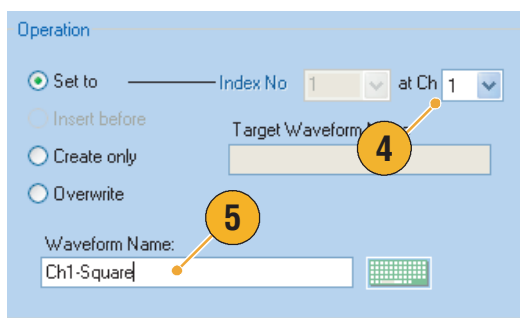 Operation
Set to Index No 1 at Ch 1
Insert before
Target Waveform
4
Create only
Overwrite
5
Waveform Name:
Ch1-Square